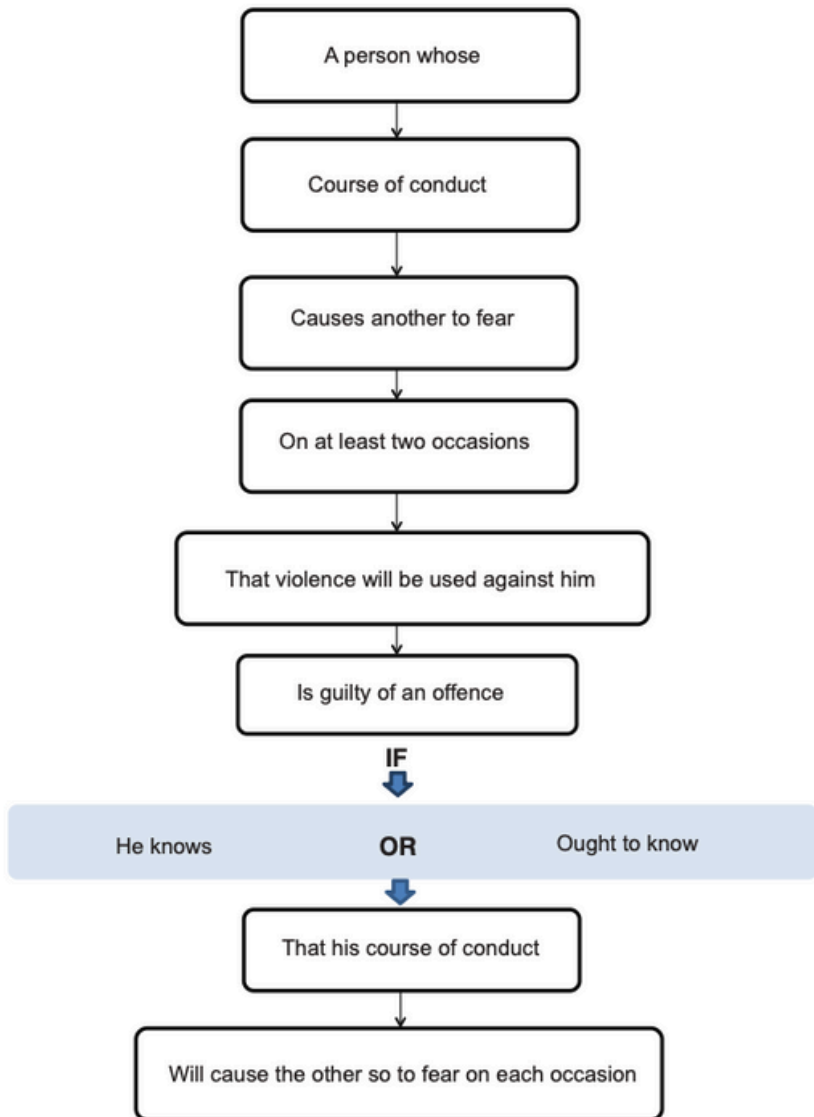 A person whose
Course of conduct
Causes another to fear
On at least two occasions
That violence will be used against him
Is guilty of an offence
IF
He knows OR Ought to know
That his course of conduct
Will cause the other so to fear on each occasion